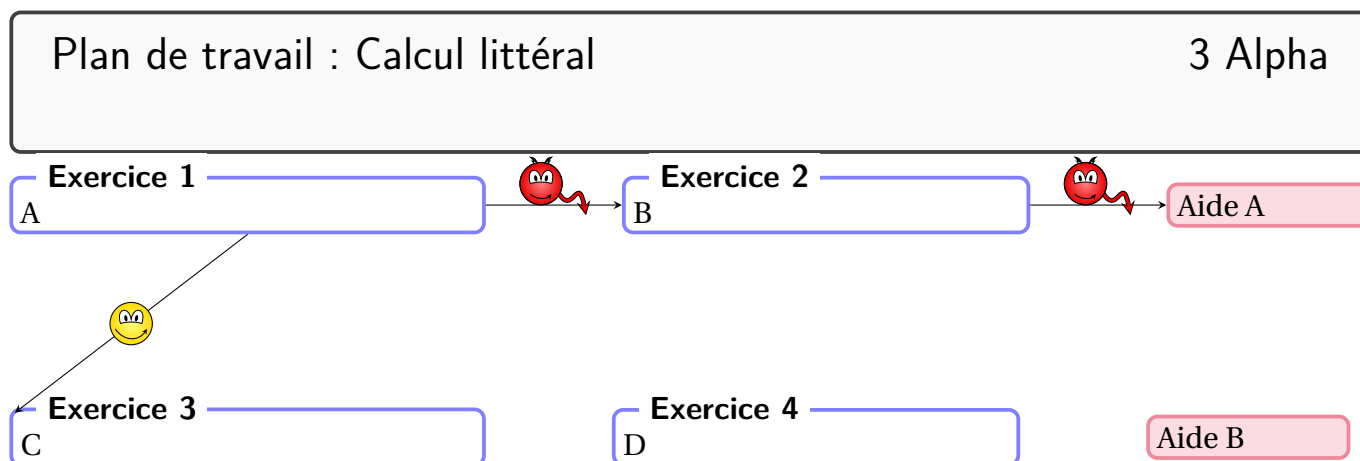 Plan de travail : Calcul littéral 3 Alpha
Exercice 1
A
Exercice 2
B
Aide A
Exercice 3
C
Exercice 4
D
Aide B